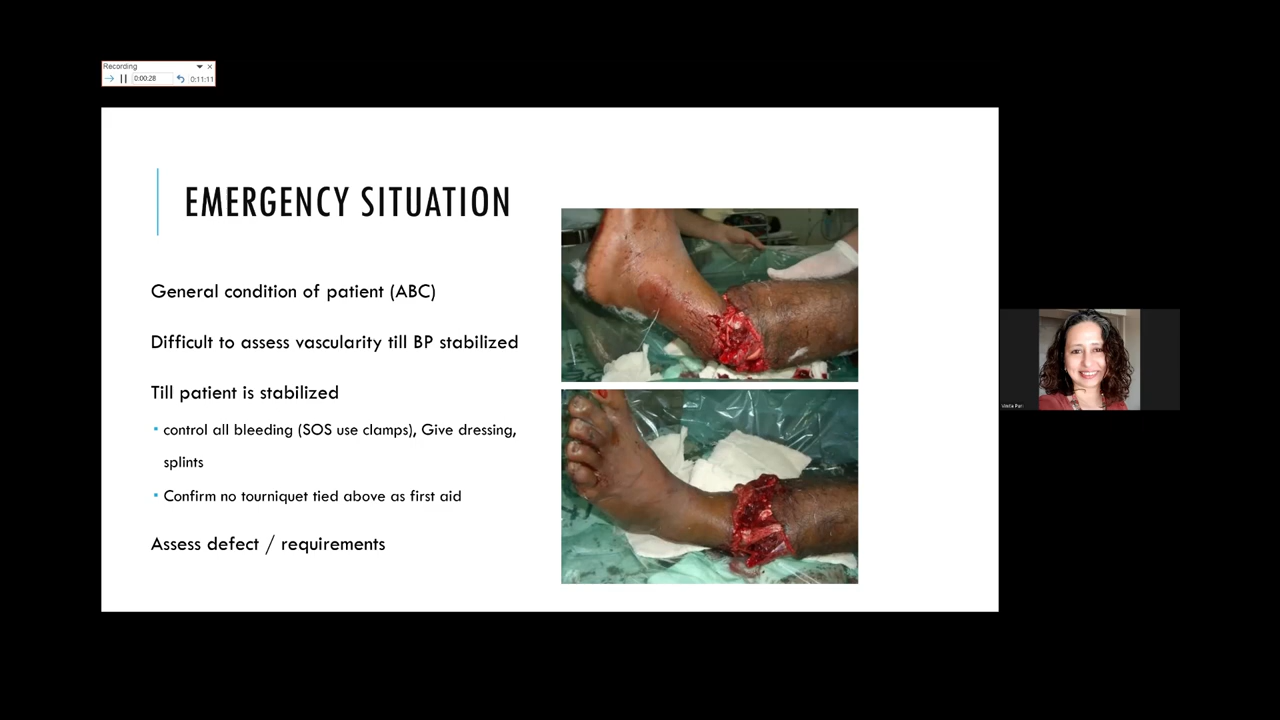 Recording
0:00:28
0:11:11
EMERGENCY SITUATION
General condition of patient (ABC)
Difficult to assess vascularity till BP stabilized
Till patient is stabilized
control all bleeding (SOS use clamps), Give dressing,
splints
Confirm no tourniquet tied above as first aid
Assess defect / requirements